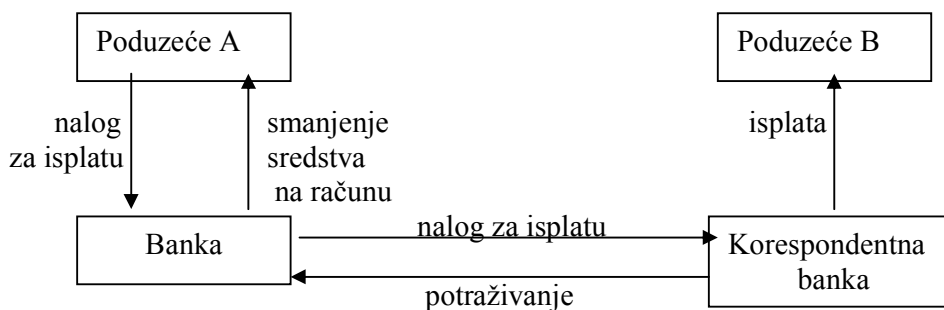 Poduzeće A
Poduzeće B
nalog
za isplatu
smanjenje
sredstva
na računu
isplata
Banka
nalog za isplatu
Korespondentna
banka
potraživanje